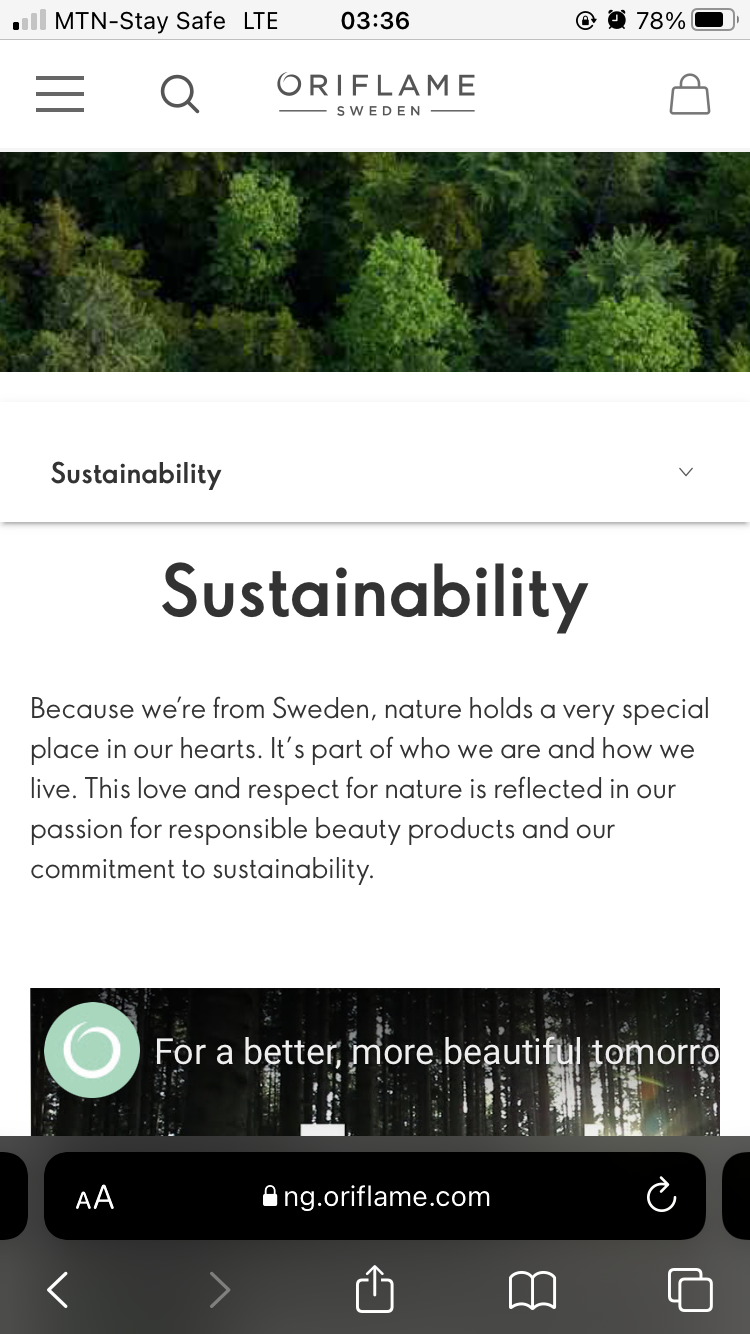 MTN-Stay Safe LTE 03:36 78%
ORIFLAME
SWEDEN
Sustainability
Sustainability
Because we’re from Sweden, nature holds a very special
place in our hearts. It´s part of who we are and how we
live. This love and respect for nature is reflected in our
passion for responsible beauty products and our
commitment to sustainability.
For a better, more beautiful tomorro
AA ng.oriflame.com